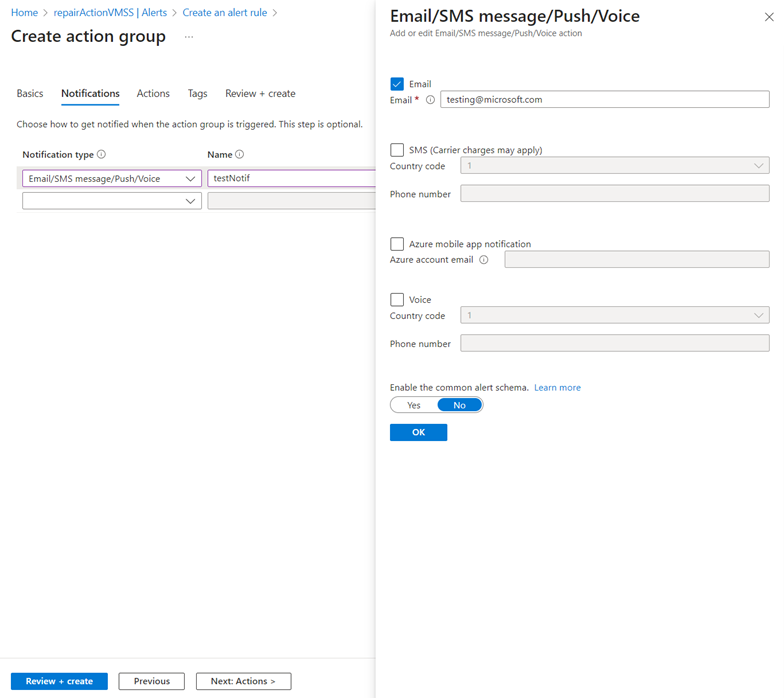 Home > repairActionVMSS | Alerts > Create an alert rule >
Create action group ...
Basics Notifications Actions Tags Review + create
Choose how to get notified when the action group is triggered. This step is optional.
Notification type Name
Email/SMS message/Push/Voice testNotif
Review + create Previous Next: Actions >
Email/SMS message/Push/Voice
Add or edit Email/SMS message/Push/Voice action
Email
Email * testing@microsoft.com
SMS (Carrier charges may apply)
Country code 1
Phone number
Azure mobile app notification
Azure account email
Voice
Country code 1
Phone number
Enable the common alert schema. Learn more
Yes No
OK